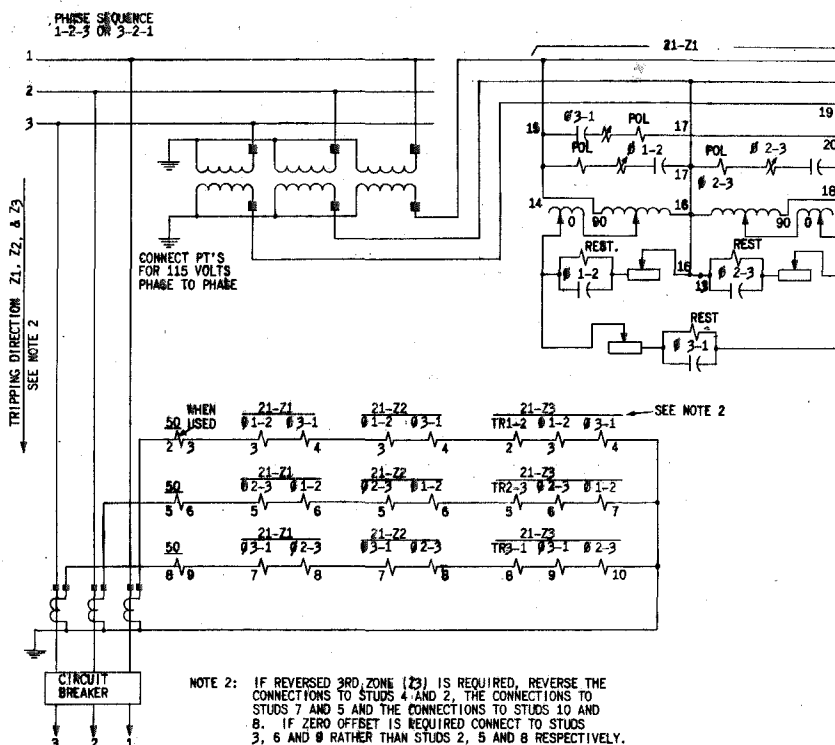 PHASE SEQUENCE
1-2-3 OR 3-2-1
21-Z1
1
2
3
19
15
Ø3-1
POL
17
20
POL
Ø 1-2
17
POL
Ø 2-3
Ø 2-3
18
14
0
90
16
90
0
CONNECT PT'S
FOR 115 VOLTS
PHASE TO PHASE
REST.
Ø 1-2
16
REST
Ø 2-3
REST
Ø 3-1
TRIPPING DIRECTION Z1, Z2, & Z3
SEE NOTE 2
WHEN
USED
50
21-Z1
21-Z2
21-Z3
SEE NOTE 2
Ø1-2 Ø3-1
Ø1-2 Ø3-1
TR1-2 Ø1-2 Ø3-1
2 3
3 4
3 4
2 3 4
50
21-Z1
21-Z2
21-Z3
Ø2-3 Ø1-2
Ø2-3 Ø1-2
TR2-3 Ø2-3 Ø1-2
5 6
5 6
5 6
5 6 7
50
21-Z1
21-Z2
21-Z3
Ø3-1 Ø2-3
Ø3-1 Ø2-3
TR3-1 Ø3-1 Ø2-3
8 9
7 8
7 8
8 9 10
CIRCUIT
BREAKER
3 2 1
NOTE 2: IF REVERSED 3RD ZONE (Z3) IS REQUIRED, REVERSE THE
CONNECTIONS TO STUDS 4 AND 2, THE CONNECTIONS TO
STUDS 7 AND 5 AND THE CONNECTIONS TO STUDS 10 AND
8. IF ZERO OFFSET IS REQUIRED CONNECT TO STUDS
3, 6 AND 9 RATHER THAN STUDS 2, 5 AND 8 RESPECTIVELY.